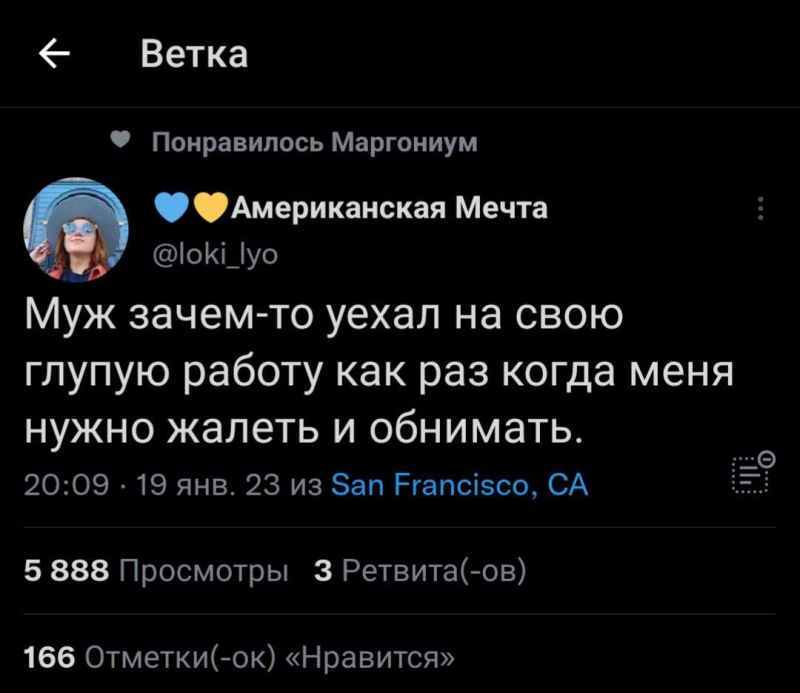 Ветка
Понравилось Маргониум
💙💛Американская Мечта
@loki_lyo
Муж зачем-то уехал на свою
глупую работу как раз когда меня
нужно жалеть и обнимать.
20:09 · 19 янв. 23 из San Francisco, CA
5 888 Просмотры 3 Ретвита(-ов)
166 Отметки(-ок) «Нравится»